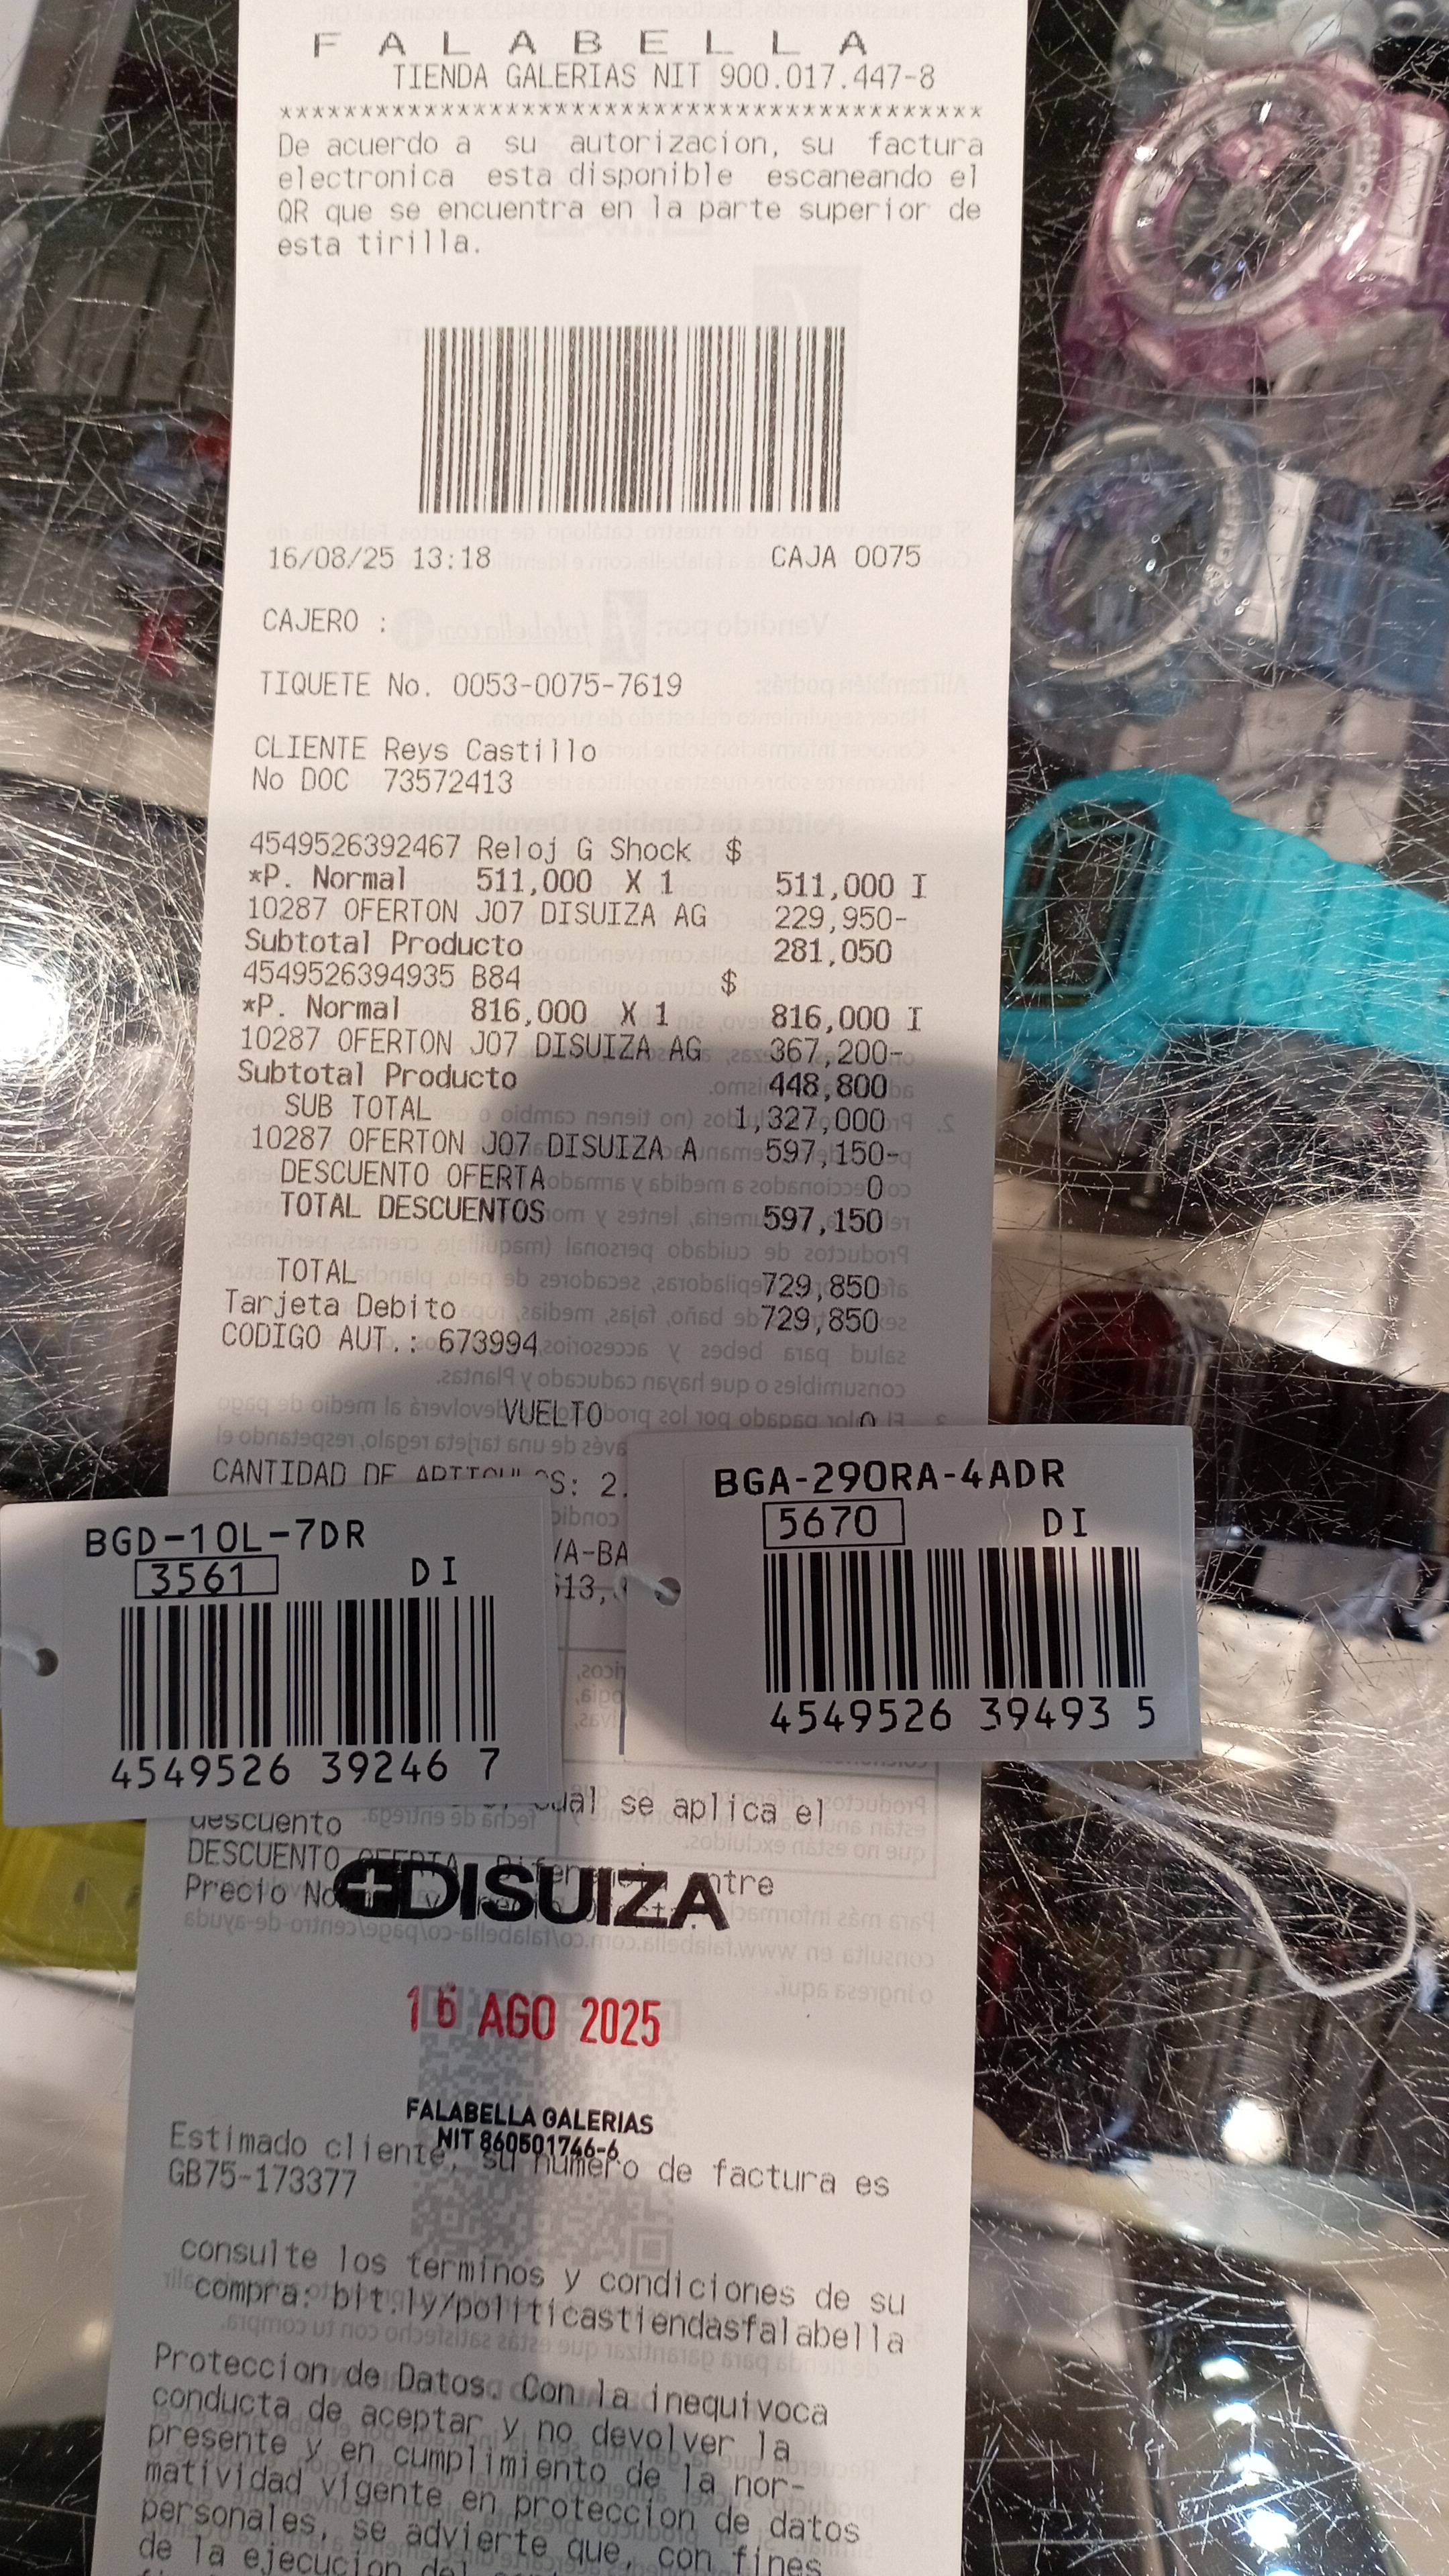 F A L A B E L L A
TIENDA GALERIAS NIT 900.017.447-8
******************************************
De acuerdo a su autorizacion, su factura
electronica esta disponible escaneando el
QR que se encuentra en la parte superior de
esta tirilla.
16/08/25 13:18 CAJA 0075
CAJERO :
TIQUETE No. 0053-0075-7619
CLIENTE Reys Castillo
No DOC 73572413
4549526392467 Reloj G Shock $
*P. Normal 511,000 X 1 511,000 I
10287 OFERTON J07 DISUIZA AG 229,950-
Subtotal Producto 281,050
4549526394935 B84 $
*P. Normal 816,000 X 1 816,000 I
10287 OFERTON J07 DISUIZA AG 367,200-
Subtotal Producto 448,800
SUB TOTAL 1,327,000
10287 OFERTON J07 DISUIZA A 597,150-
DESCUENTO OFERTA 0
TOTAL DESCUENTOS 597,150
TOTAL 729,850
Tarjeta Debito 729,850
CODIGO AUT.: 673994
VUELTO 0
CANTIDAD DE 2.
BGD-10L-7DR
3561 DI
4549526 39246 7
BGA-290RA-4ADR
5670 DI
4549526 39493 5
se aplica el
descuento
DESCUENTO
Precio
DISUIZA
16 AGO 2025
FALABELLA GALERIAS
NIT 860501746-6
Estimado cliente, su numero de factura es
GB75-173377
consulte los terminos y condiciones de su
compra: bit.ly/politicastiendasfalabella
Proteccion de Datos. Con la inequivoca
conducta de aceptar y no devolver la
presente y en cumplimiento de la nor-
matividad vigente en proteccion de datos
personales, se advierte que, con fines
de la ejecucion del